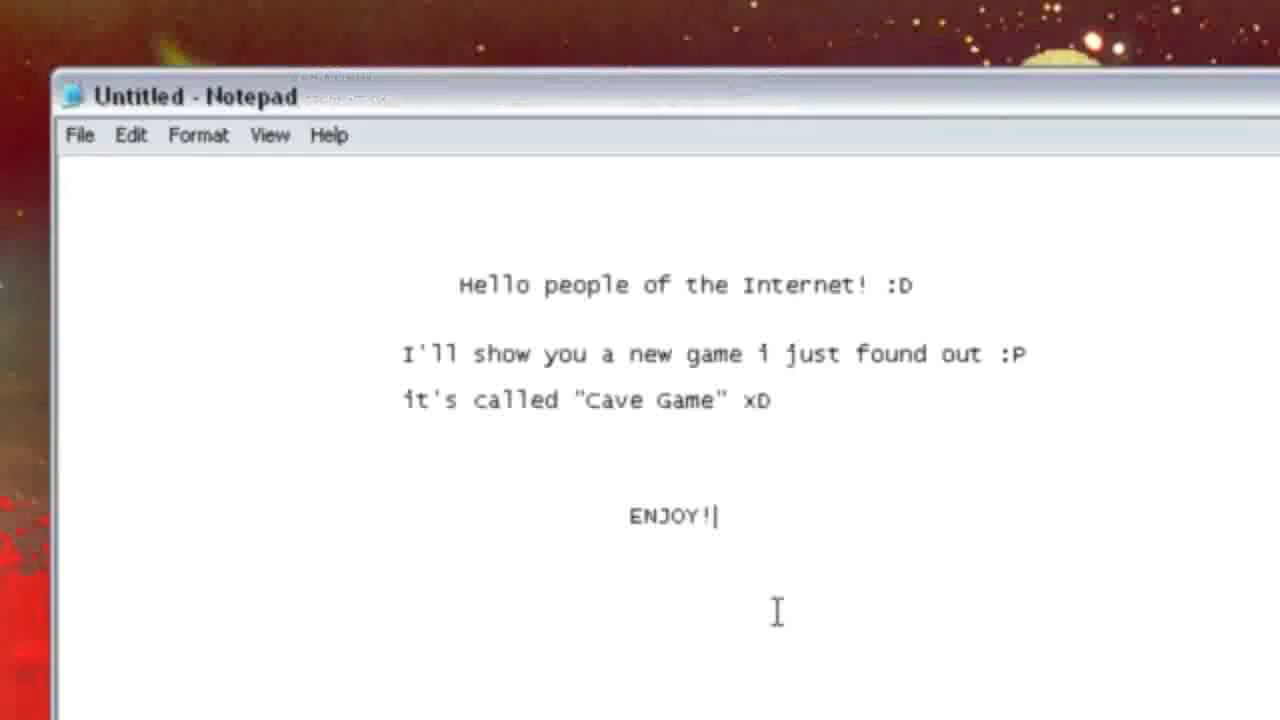 Untitled - Notepad
File Edit Format View Help
Hello people of the Internet! :D
I'll show you a new game i just found out :P
it's called "Cave Game" xD
ENJOY!